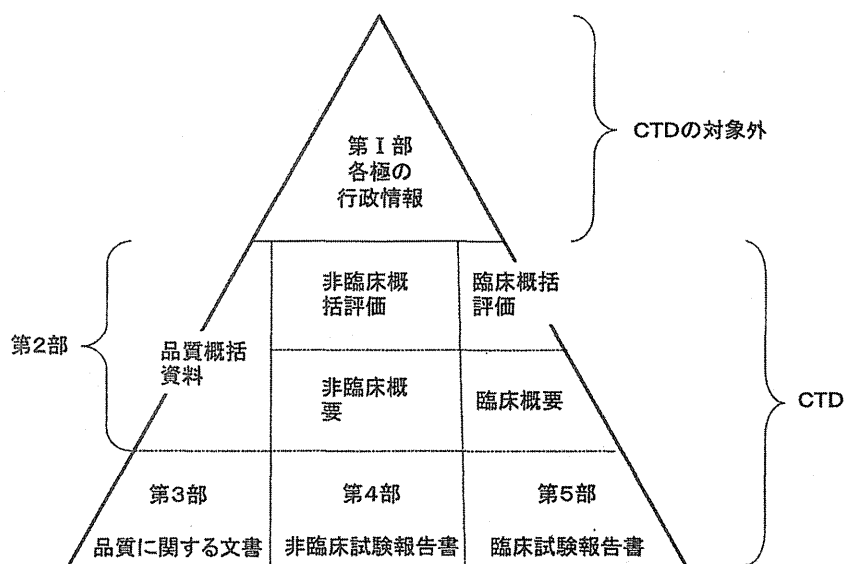 第Ⅰ部
各極の
行政情報
CTDの対象外
非臨床概
括評価
臨床概括
評価
第2部
品質概括
資料
非臨床概
要
臨床概要
CTD
第3部
第4部
第5部
品質に関する文書
非臨床試験報告書
臨床試験報告書